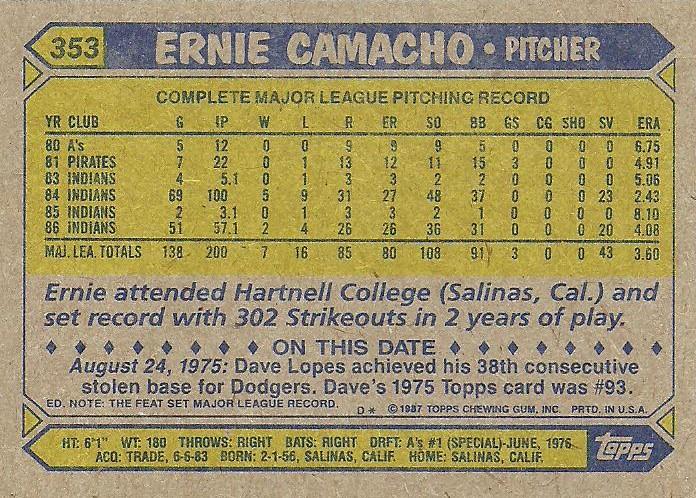 353 ERNIE CAMACHO • PITCHER
COMPLETE MAJOR LEAGUE PITCHING RECORD
YR CLUB G IP W L R ER SO BB GS CG SHO SV ERA
80 A's 5 12 0 0 9 9 9 5 0 0 0 0 6.75
81 PIRATES 7 22 0 1 13 12 11 15 3 0 0 0 4.91
83 INDIANS 4 5.1 0 1 3 3 2 2 0 0 0 0 5.06
84 INDIANS 69 100 5 9 31 27 48 37 0 0 0 23 2.43
85 INDIANS 2 3.1 0 1 3 3 2 1 0 0 0 0 8.10
86 INDIANS 51 57.1 2 4 26 26 36 31 0 0 0 20 4.08
MAJ. LEA. TOTALS 138 200 7 16 85 80 108 91 3 0 0 43 3.60
Ernie attended Hartnell College (Salinas, Cal.) and
set record with 302 Strikeouts in 2 years of play.
♦ ♦ ♦ ♦ ♦ ♦ ♦ ON THIS DATE ♦ ♦ ♦ ♦ ♦ ♦ ♦ ♦
August 24, 1975: Dave Lopes achieved his 38th consecutive
stolen base for Dodgers. Dave's 1975 Topps card was #93.
ED. NOTE: THE FEAT SET MAJOR LEAGUE RECORD. D* ©1987 TOPPS CHEWING GUM, INC. PRTD. IN U.S.A.
HT: 6'1" WT: 180 THROWS: RIGHT BATS: RIGHT DRFT: A's #1 (SPECIAL)-JUNE, 1976
ACQ: TRADE, 6-6-83 BORN: 2-1-56, SALINAS, CALIF. HOME: SALINAS, CALIF.
Topps